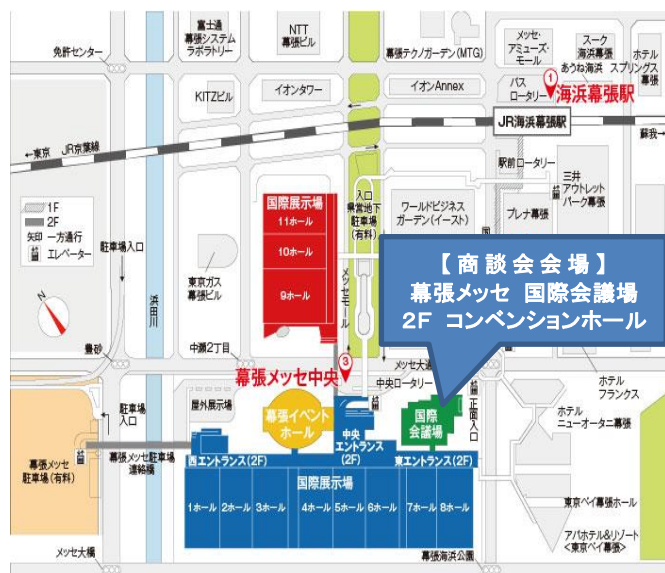 富士通
幕張システム
ラボラトリー
NTT
幕張ビル
幕張テクノガーデン(MTG)
メッセ・
アミューズ・
モール
スーク
海浜幕張
あうね海浜
ホテル
スプリングス
幕張
免許センター
KITZビル
イオンタワー
イオンAnnex
バス
ロータリー
1
海浜幕張駅
JR海浜幕張駅
←東京 JR京葉線
蘇我→
駅前ロータリー
1F
2F
矢印 一方通行
エレベーター
N
駐車場入口
浜田川
東京ガス
幕張ビル
国際展示場
11ホール
10ホール
9ホール
入口
県営地下
駐車場
(有料)
メッセモール
ワールドビジネス
ガーデン(イースト)
プレナ幕張
三井
アウトレット
パーク幕張
国
【商談会会場】
幕張メッセ 国際会議場
2F コンベンションホール
豊砂
中瀬2丁目
幕張メッセ中央
3
メッセ大通
中央ロータリー
正面入口
ホテル
フランクス
ホテル
ニューオータニ幕張
駐車場
入口
屋外展示場
幕張イベント
ホール
中央
エントランス
(2F)
国際
会議場
幕張メッセ
駐車場(有料)
幕張メッセ駐車場
連絡橋
西エントランス(2F)
東エントランス(2F)
国際展示場
1ホール
2ホール
3ホール
4ホール
5ホール
6ホール
7ホール
8ホール
東京ベイ幕張ホール
アパホテル&リゾート
<東京ベイ幕張>
メッセ大橋
幕張海浜公園